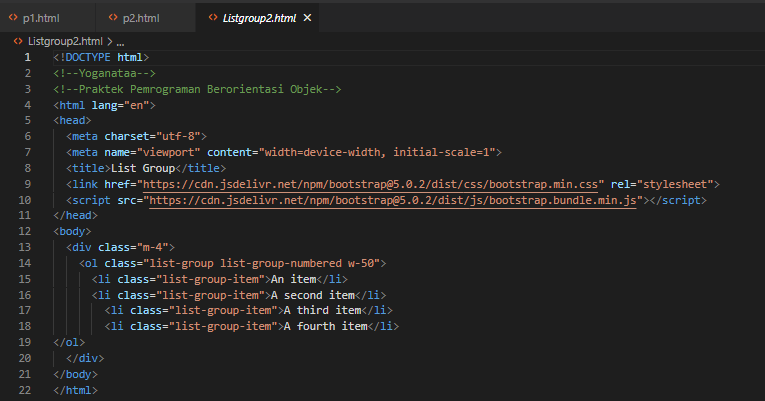 p1.html p2.html Listgroup2.html
Listgroup2.html > ...
1 <!DOCTYPE html>
2 <!--Yoganataa-->
3 <!--Praktek Pemrograman Berorientasi Objek-->
4 <html lang="en">
5 <head>
6 <meta charset="utf-8">
7 <meta name="viewport" content="width=device-width, initial-scale=1">
8 <title>List Group</title>
9 <link href="https://cdn.jsdelivr.net/npm/bootstrap@5.0.2/dist/css/bootstrap.min.css" rel="stylesheet">
10 <script src="https://cdn.jsdelivr.net/npm/bootstrap@5.0.2/dist/js/bootstrap.bundle.min.js"></script>
11 </head>
12 <body>
13 <div class="m-4">
14 <ol class="list-group list-group-numbered w-50">
15 <li class="list-group-item">An item</li>
16 <li class="list-group-item">A second item</li>
17 <li class="list-group-item">A third item</li>
18 <li class="list-group-item">A fourth item</li>
19 </ol>
20 </div>
21 </body>
22 </html>